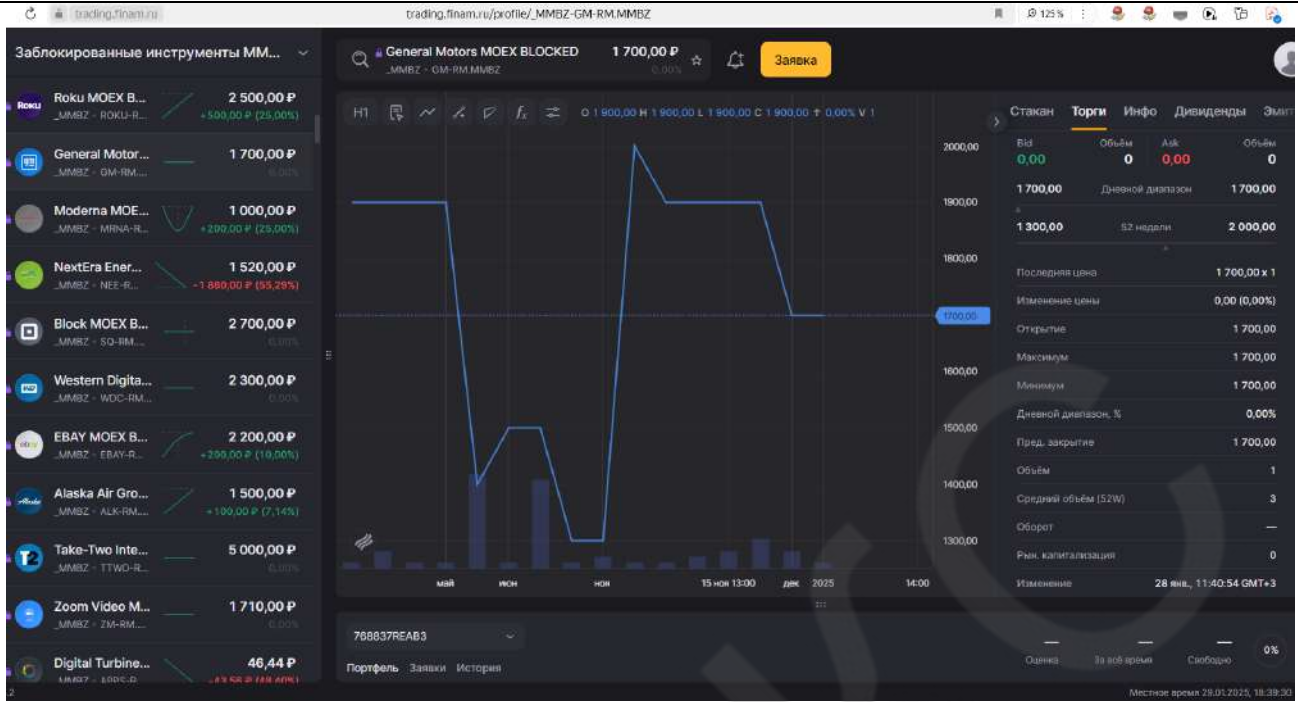 trading.finam.ru
trading.finam.ru/profile/_MMBZ-GM-RM.MMBZ
125 %
Заблокированные инструменты MM...
General Motors MOEX BLOCKED
1 700,00 ₽
_MMBZ - GM-RM.MMBZ
0,00%
Заявка
Roku MOEX B...
2 500,00 ₽
_MMBZ - ROKU-R...
+500,00 ₽ (25,00%)
General Motor...
1 700,00 ₽
_MMBZ - GM-RM....
0,00%
Moderna MOE...
1 000,00 ₽
_MMBZ - MRNA-R...
+200,00 ₽ (25,00%)
NextEra Ener...
1 520,00 ₽
_MMBZ - NEE-R...
-1 880,00 ₽ (55,29%)
Block MOEX B...
2 700,00 ₽
_MMBZ - SQ-RM....
0,00%
Western Digita...
2 300,00 ₽
_MMBZ - WDC-RM...
0,00%
EBAY MOEX B...
2 200,00 ₽
_MMBZ - EBAY-R...
+200,00 ₽ (10,00%)
Alaska Air Gro...
1 500,00 ₽
_MMBZ - ALK-RM....
+100,00 ₽ (7,14%)
Take-Two Inte...
5 000,00 ₽
_MMBZ - TTWO-R...
0,00%
Zoom Video M...
1 710,00 ₽
_MMBZ - ZM-RM....
0,00%
Digital Turbine...
46,44 ₽
_MMBZ - APPS-R...
-43,56 ₽ (48,40%)
H1
O 1 900,00 H 1 900,00 L 1 900,00 C 1 900,00 ↑ 0,00% V 1
2000,00
1900,00
1800,00
1700,00
1600,00
1500,00
1400,00
1300,00
май
июн
ноя
15 ноя 13:00
дек
2025
14:00
Стакан
Торги
Инфо
Дивиденды
Эмит
Bid
Объём
Ask
Объём
0,00
0
0,00
0
1 700,00
Дневной диапазон
1 700,00
1 300,00
52 недели
2 000,00
Последняя цена
1 700,00 x 1
Изменение цены
0,00 (0,00%)
Открытие
1 700,00
Максимум
1 700,00
Минимум
1 700,00
Дневной диапазон, %
0,00%
Пред. закрытие
1 700,00
Объём
1
Средний объём (52W)
3
Оборот
—
Рын. капитализация
0
Изменение
28 янв., 11:40:54 GMT+3
768837REAB3
Портфель
Заявки
История
—
—
—
0%
Оценка
За всё время
Свободно
Местное время 29.01.2025, 18:39:30